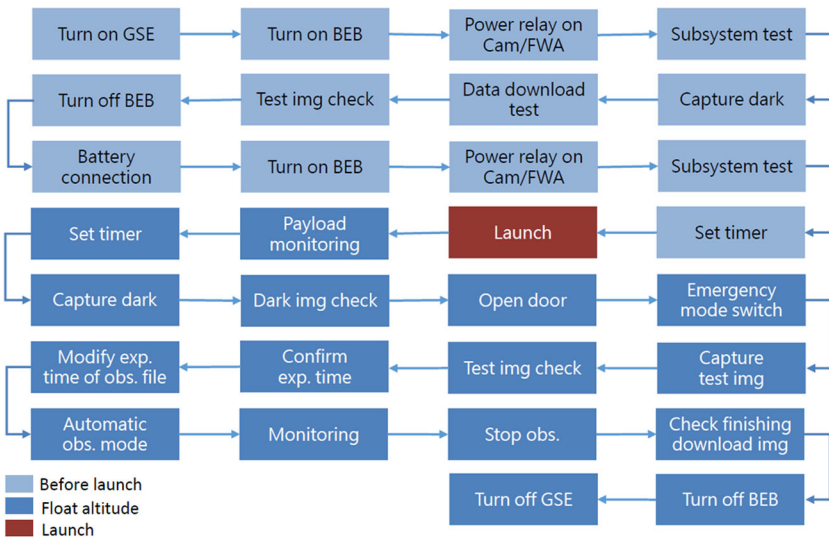 Turn on GSE
Turn on BEB
Power relay on
Cam/FWA
Subsystem test
Turn off BEB
Test img check
Data download
test
Capture dark
Battery
connection
Turn on BEB
Power relay on
Cam/FWA
Subsystem test
Set timer
Payload
monitoring
Launch
Set timer
Capture dark
Dark img check
Open door
Emergency
mode switch
Modify exp.
time of obs. file
Confirm
exp. time
Test img check
Capture
test img
Automatic
obs. mode
Monitoring
Stop obs.
Check finishing
download img
Before launch
Float altitude
Launch
Turn off GSE
Turn off BEB